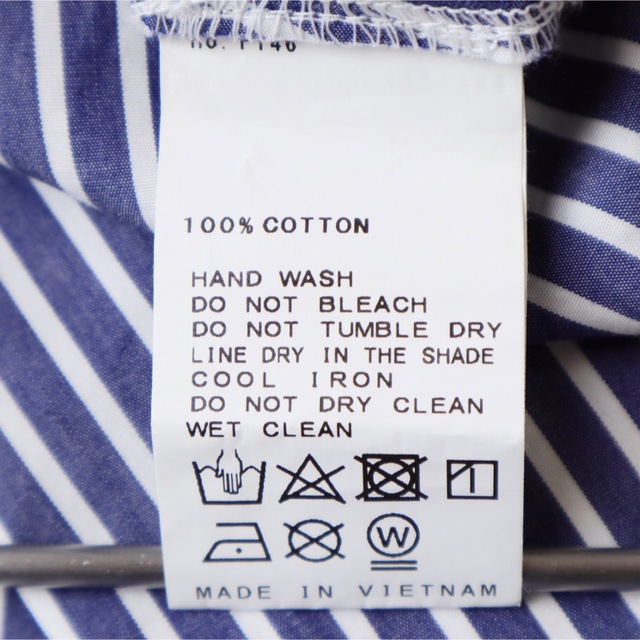 100% COTTON
HAND WASH
DO NOT BLEACH
DO NOT TUMBLE DRY
LINE DRY IN THE SHADE
COOL IRON
DO NOT DRY CLEAN
WET CLEAN
W
MADE IN VIETNAM